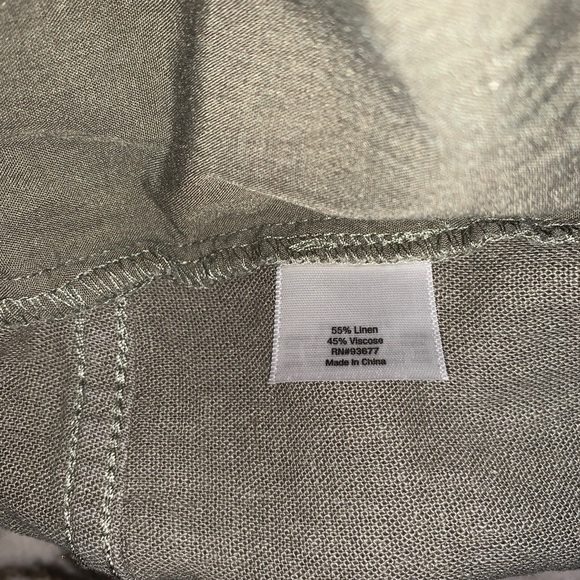 55% Linen
45% Viscose
RN#93677
Made In China